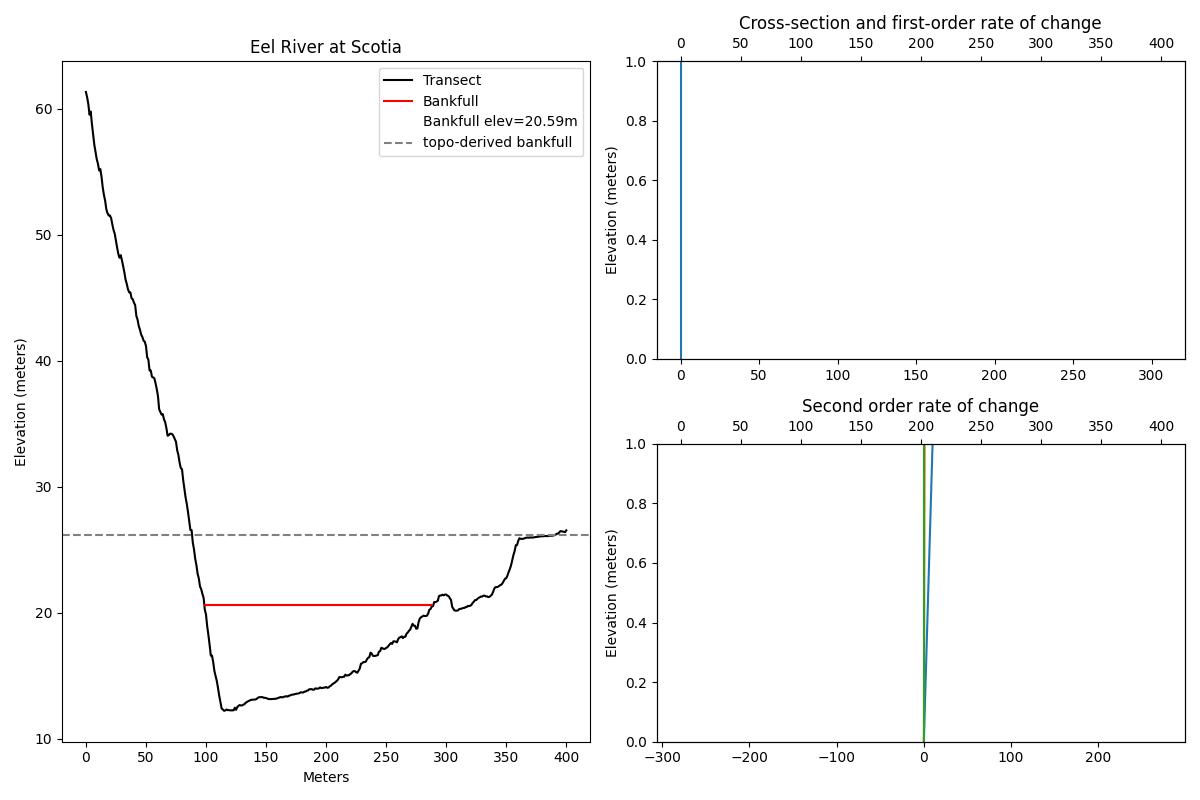 Eel River at Scotia
Transect
Bankfull
Bankfull elev=20.59m
topo-derived bankfull
60
50
40
30
20
10
Elevation (meters)
0 50 100 150 200 250 300 350 400
Meters
Cross-section and first-order rate of change
0 50 100 150 200 250 300 350 400
1.0
0.8
0.6
0.4
0.2
0.0
Elevation (meters)
0 50 100 150 200 250 300
Second order rate of change
0 50 100 150 200 250 300 350 400
1.0
0.8
0.6
0.4
0.2
0.0
Elevation (meters)
−300 −200 −100 0 100 200